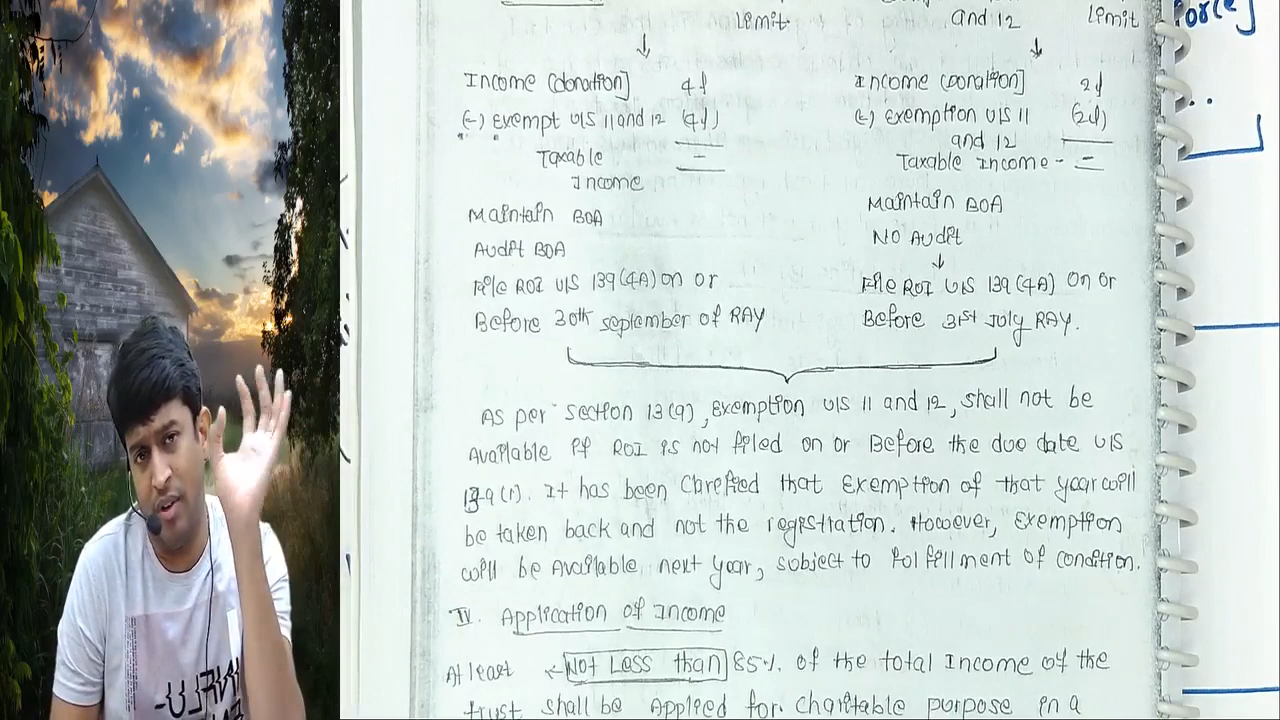 Limit
and 12 Limit
Force]
Income (donation] 4l
(-) Exempt U/S 11 and 12 (4l)
Taxable —
Income
Maintain BOA
Audit BOA
File ROI U/S 139(4A) on or
Before 30th september of RAY
Income (Donation] 2l
(-) Exemption U/S 11 (2l)
and 12
Taxable Income - —
Maintain BOA
NO Audit
File ROI U/S 139(4A) On or
Before 31st July RAY.
As per section 13(9), Exemption U/S 11 and 12, shall not be
Available if ROI is not filed on or Before the due date U/S
139(1). It has been Clarefied that Exemption of that year will
be taken back and not the registration. However, Exemption
will be Available next year, subject to fulfillment of condition.
IV. Application of Income
At least ← Not Less than 85%. of the total Income of the
trust shall be Applied for charitable purpose in a